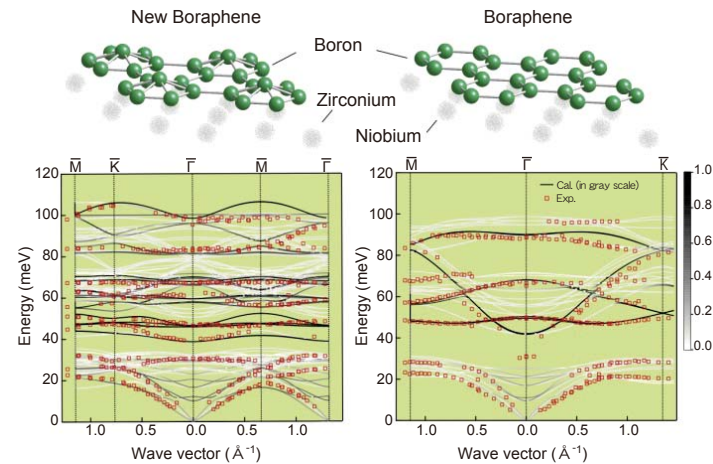 New Boraphene
Boraphene
Boron
Zirconium
Niobium
M̅ K̅ Γ̅ M̅ Γ̅
120
100
80
60
40
20
0
Energy (meV)
1.0 0.5 0.0 0.5 1.0
Wave vector (Å⁻¹)
M̅ Γ̅ K̅
Cal. (in gray scale)
Exp.
120
100
80
60
40
20
0
Energy (meV)
1.0 0.5 0.0 0.5 1.0
Wave vector (Å⁻¹)
1.0
0.8
0.6
0.4
0.2
0.0